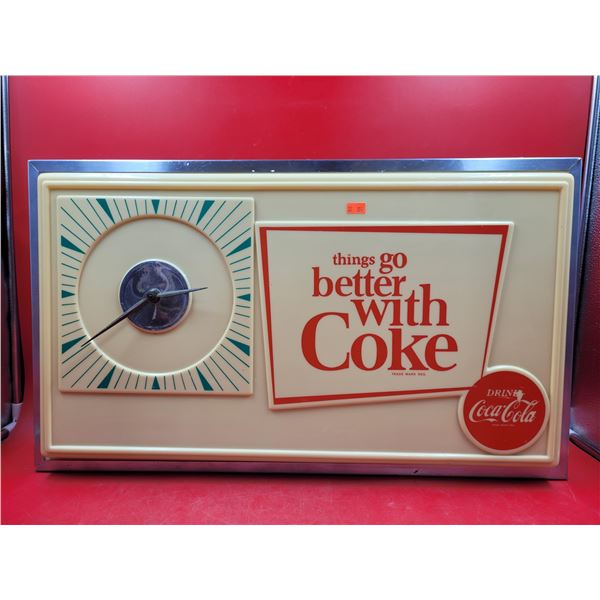 things go
better
with
Coke
TRADE MARK REG.
DRINK
Coca-Cola